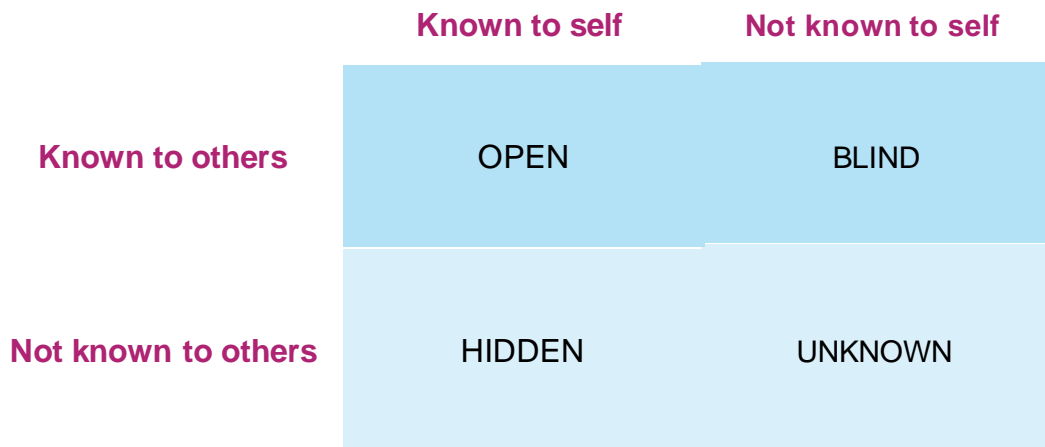 Known to self
Not known to self
Known to others
OPEN
BLIND
Not known to others
HIDDEN
UNKNOWN